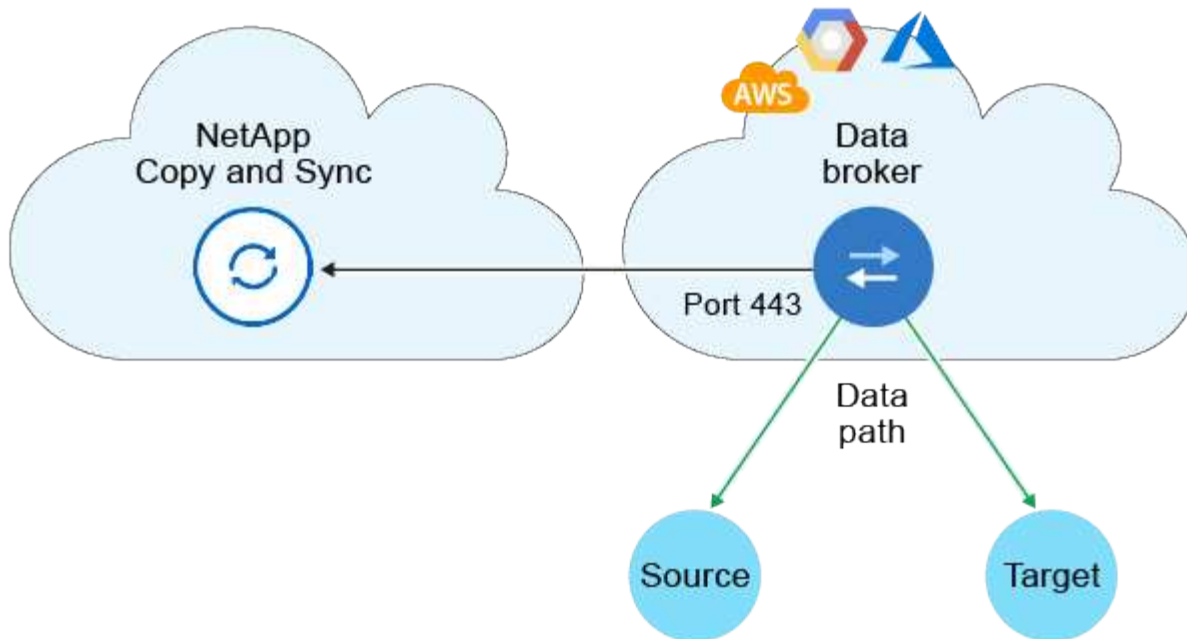 AWS
NetApp
Copy and Sync
Data
broker
Port 443
Data
path
Source
Target